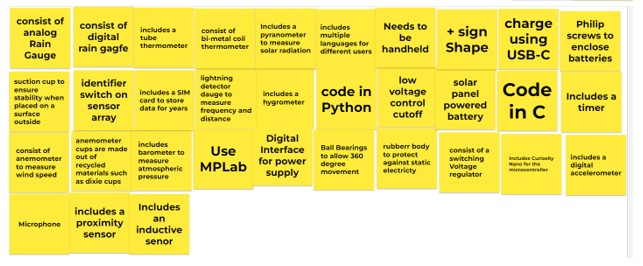 consist of
analog
Rain
Gauge
consist of
digital
rain gagfe
includes a
tube
thermometer
consist of
bi-metal coil
thermometer
Includes a
pyranometer
to measure
solar radiation
includes
multiple
languages for
different users
Needs to
be
handheld
+ sign
Shape
charge
using
USB-C
Philip
screws to
enclose
batteries
suction cup to
ensure
stability when
placed on a
surface
outside
identifier
switch on
sensor
array
includes a SIM
card to store
data for years
lightning
detector
dauge to
measure
frequency and
distance
includes a
hygrometer
code in
Python
low
voltage
control
cutoff
solar
panel
powered
battery
Code
in C
Includes a
timer
consist of
anemometer
to measure
wind speed
anemometer
cups are made
out of
recycled
materials such
as dixie cups
includes
barometer to
measure
atmospheric
pressure
Use
MPLab
Digital
Interface
for power
supply
Ball Bearings
to allow 360
degree
movement
rubberr body
to protect
against static
electricty
consist of a
switching
Voltage
regulator
includes Curiosity
Nano for the
microcontroller
includes a
digital
accelerometer
Microphone
includes a
proximity
sensor
Includes
an
inductive
senor